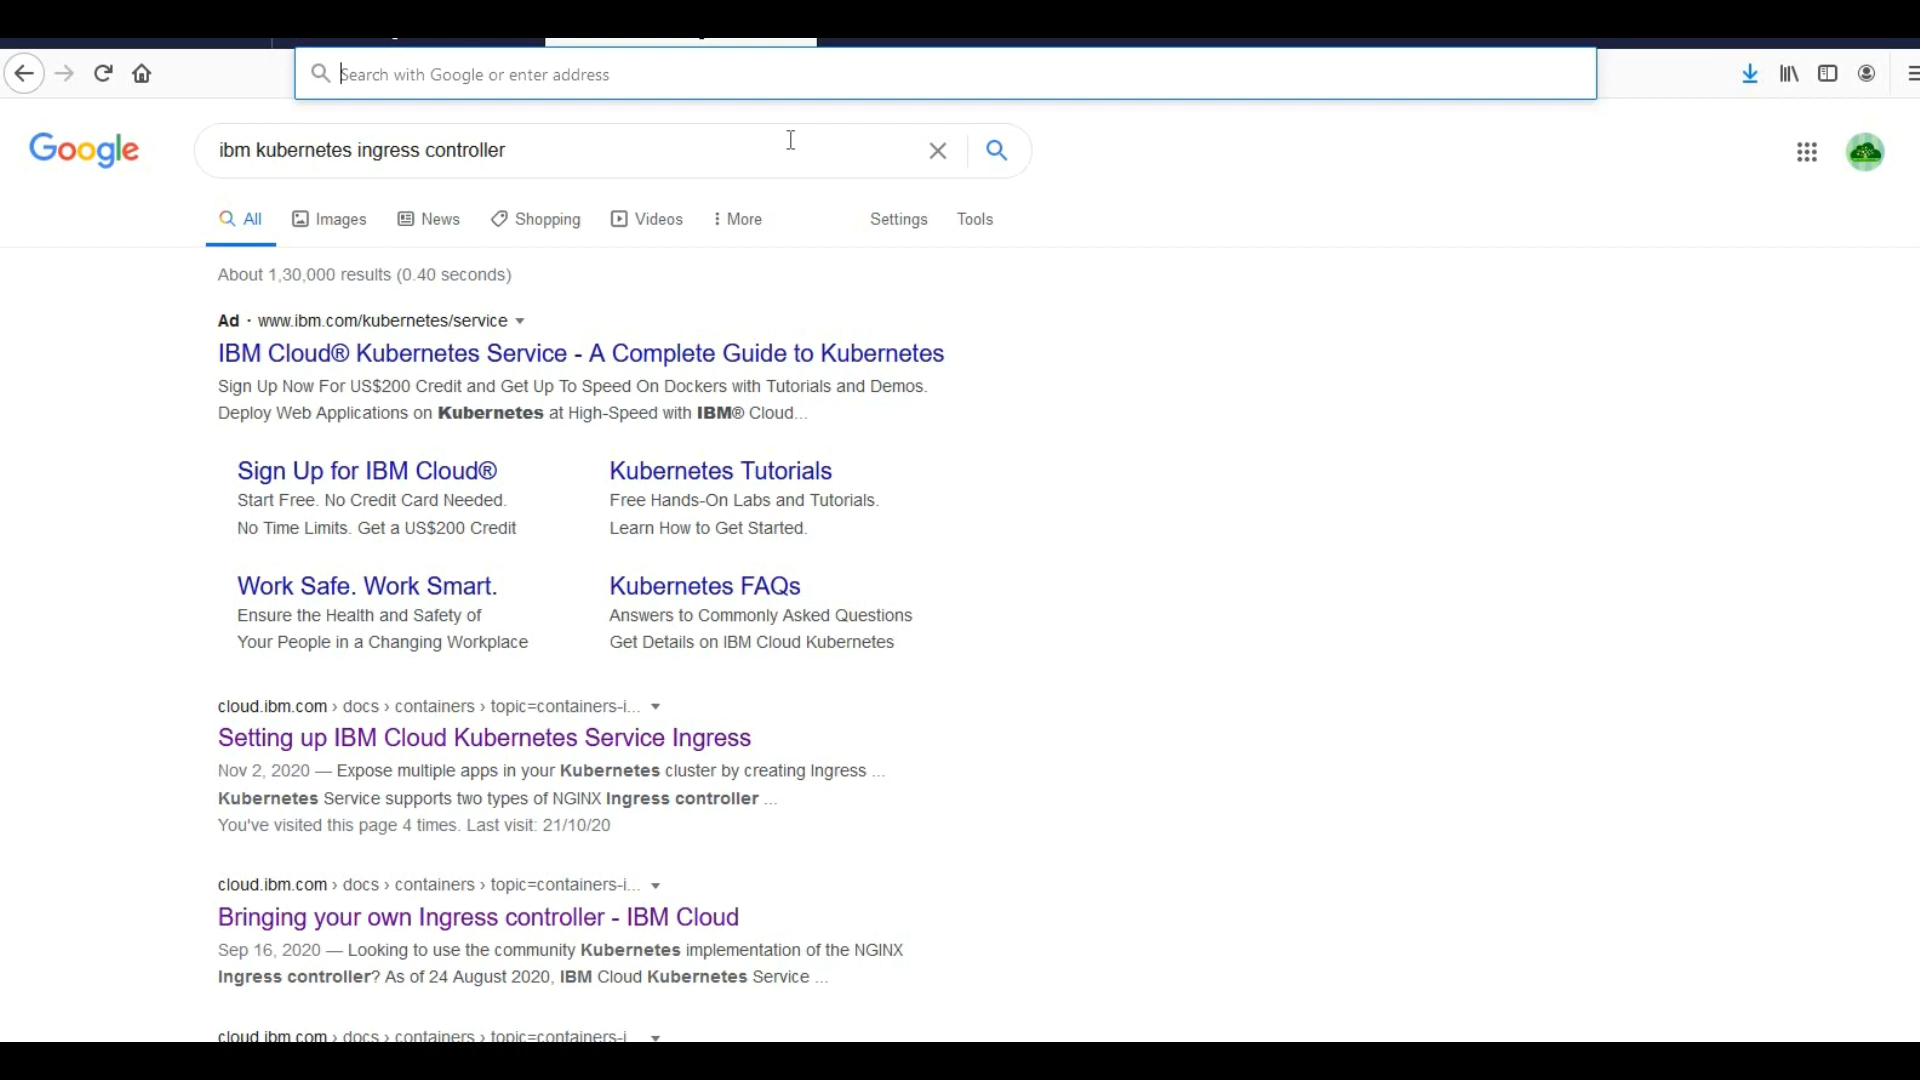 Search with Google or enter address
Google
ibm kubernetes ingress controller
All Images News Shopping Videos More Settings Tools
About 1,30,000 results (0.40 seconds)
Ad · www.ibm.com/kubernetes/service
IBM Cloud® Kubernetes Service - A Complete Guide to Kubernetes
Sign Up Now For US$200 Credit and Get Up To Speed On Dockers with Tutorials and Demos.
Deploy Web Applications on Kubernetes at High-Speed with IBM® Cloud...
Sign Up for IBM Cloud®
Start Free. No Credit Card Needed.
No Time Limits. Get a US$200 Credit
Kubernetes Tutorials
Free Hands-On Labs and Tutorials.
Learn How to Get Started.
Work Safe. Work Smart.
Ensure the Health and Safety of
Your People in a Changing Workplace
Kubernetes FAQs
Answers to Commonly Asked Questions
Get Details on IBM Cloud Kubernetes
cloud.ibm.com › docs › containers › topic=containers-i...
Setting up IBM Cloud Kubernetes Service Ingress
Nov 2, 2020 — Expose multiple apps in your Kubernetes cluster by creating Ingress ...
Kubernetes Service supports two types of NGINX Ingress controller ...
You've visited this page 4 times. Last visit: 21/10/20
cloud.ibm.com › docs › containers › topic=containers-i...
Bringing your own Ingress controller - IBM Cloud
Sep 16, 2020 — Looking to use the community Kubernetes implementation of the NGINX
Ingress controller? As of 24 August 2020, IBM Cloud Kubernetes Service ...
cloud.ibm.com › docs › containers › topic=containers-i...